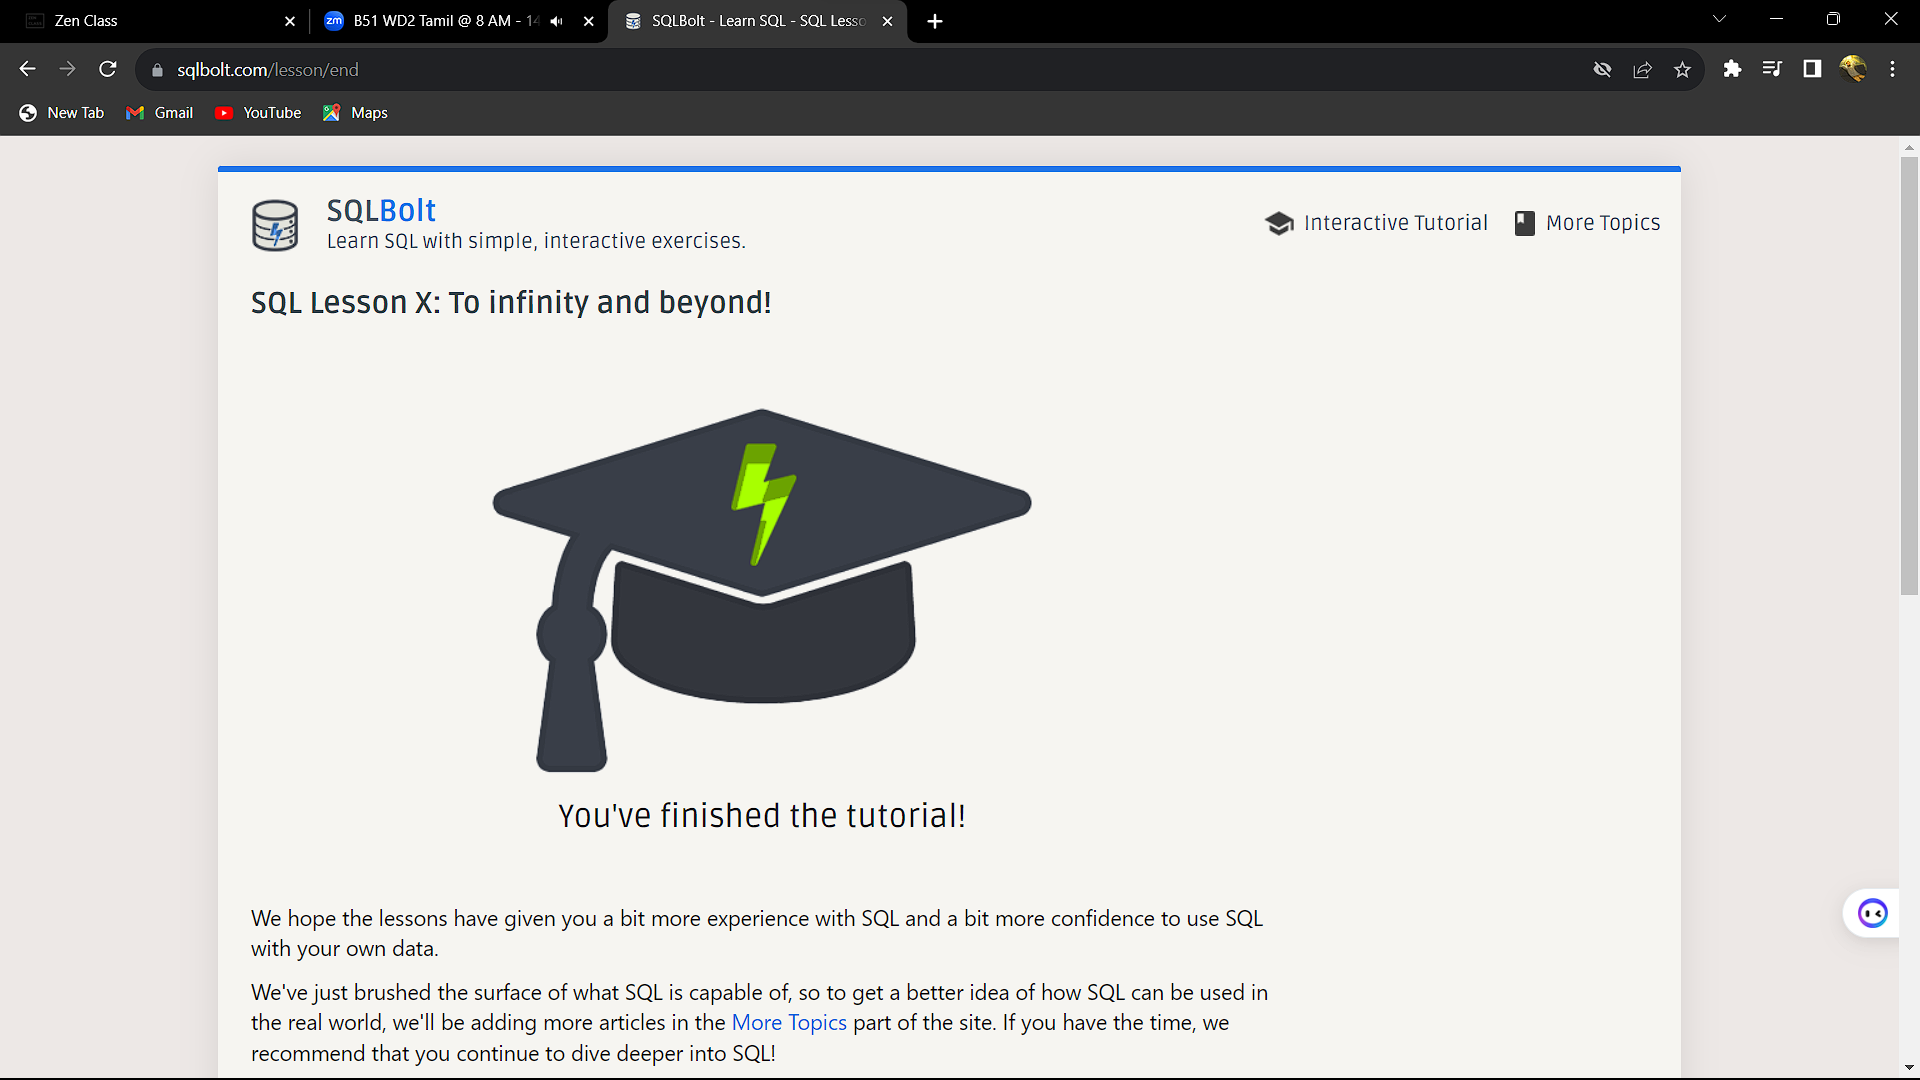 Zen Class
zm B51 WD2 Tamil @ 8 AM - 14
SQLBolt - Learn SQL - SQL Lesso
sqlbolt.com/lesson/end
New Tab Gmail YouTube Maps
SQLBolt
Learn SQL with simple, interactive exercises.
Interactive Tutorial More Topics
SQL Lesson X: To infinity and beyond!
You've finished the tutorial!
We hope the lessons have given you a bit more experience with SQL and a bit more confidence to use SQL
with your own data.
We've just brushed the surface of what SQL is capable of, so to get a better idea of how SQL can be used in
the real world, we'll be adding more articles in the More Topics part of the site. If you have the time, we
recommend that you continue to dive deeper into SQL!